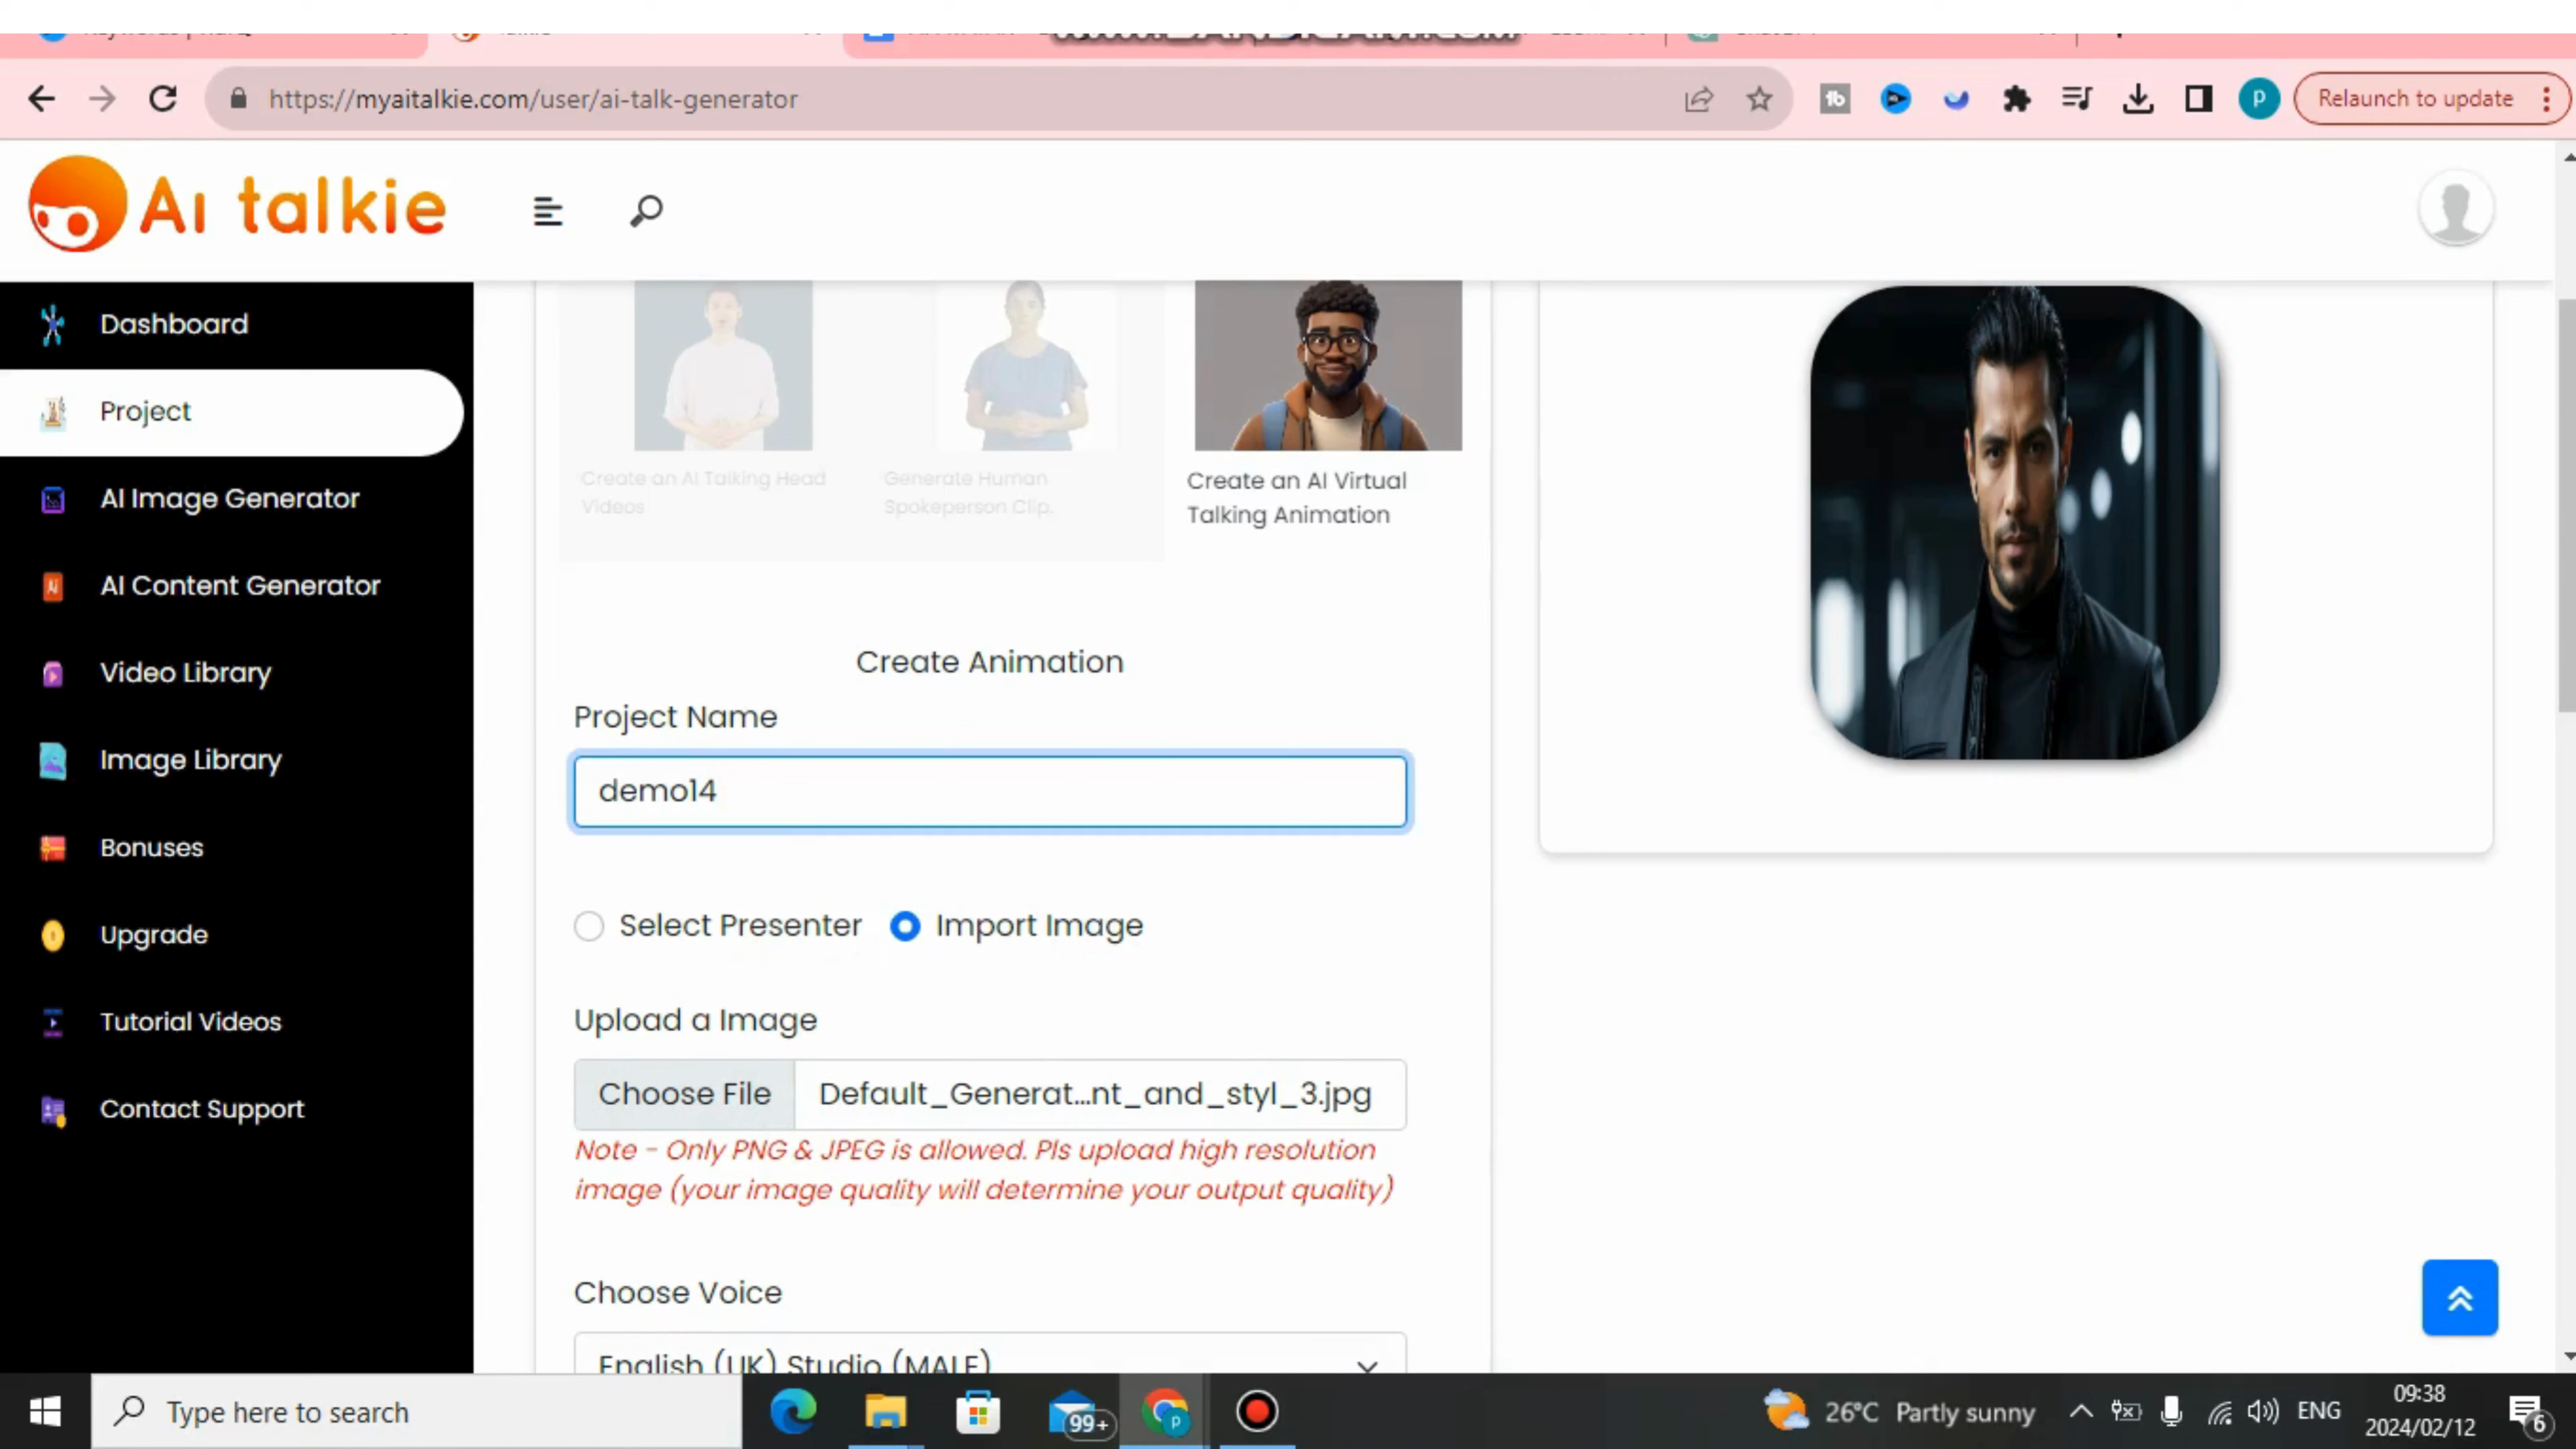 https://myaitalkie.com/user/ai-talk-generator
Relaunch to update
Ai talkie
Dashboard
Project
AI Image Generator
AI Content Generator
Video Library
Image Library
Bonuses
Upgrade
Tutorial Videos
Contact Support
Create an AI Talking Head
Videos
Generate Human
Spokeperson Clip.
Create an AI Virtual
Talking Animation
Create Animation
Project Name
demo14
Select Presenter
Import Image
Upload a Image
Choose File
Default_Generat...nt_and_styl_3.jpg
Note - Only PNG & JPEG is allowed. Pls upload high resolution
image (your image quality will determine your output quality)
Choose Voice
English (UK) Studio (MALE)
Type here to search
99+
26°C Partly sunny
ENG
09:38
2024/02/12
6